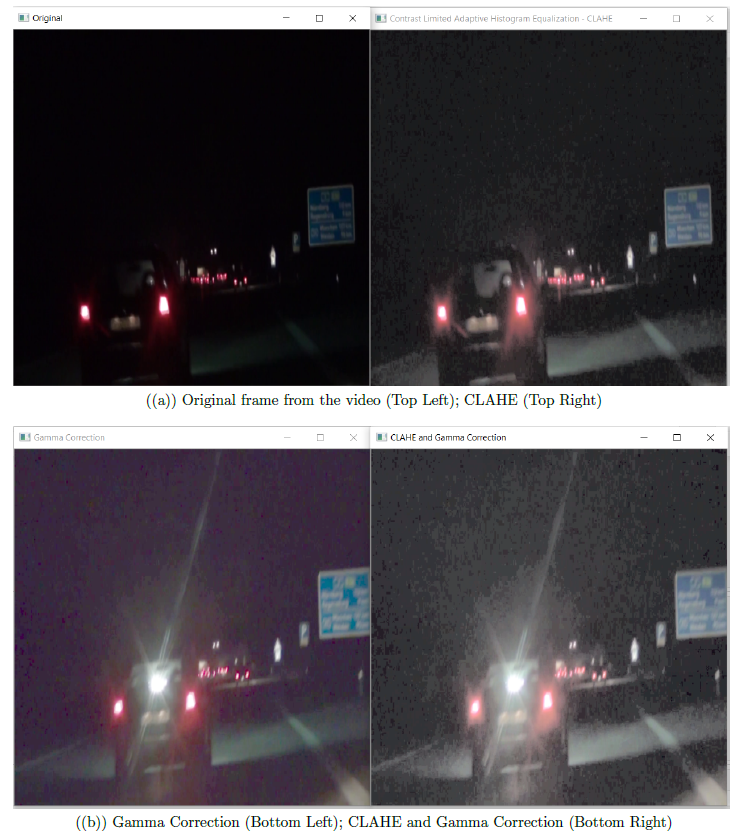 Original
Contrast Limited Adaptive Histogram Equalization - CLAHE
((a)) Original frame from the video (Top Left); CLAHE (Top Right)
Gamma Correction
CLAHE and Gamma Correction
((b)) Gamma Correction (Bottom Left); CLAHE and Gamma Correction (Bottom Right)